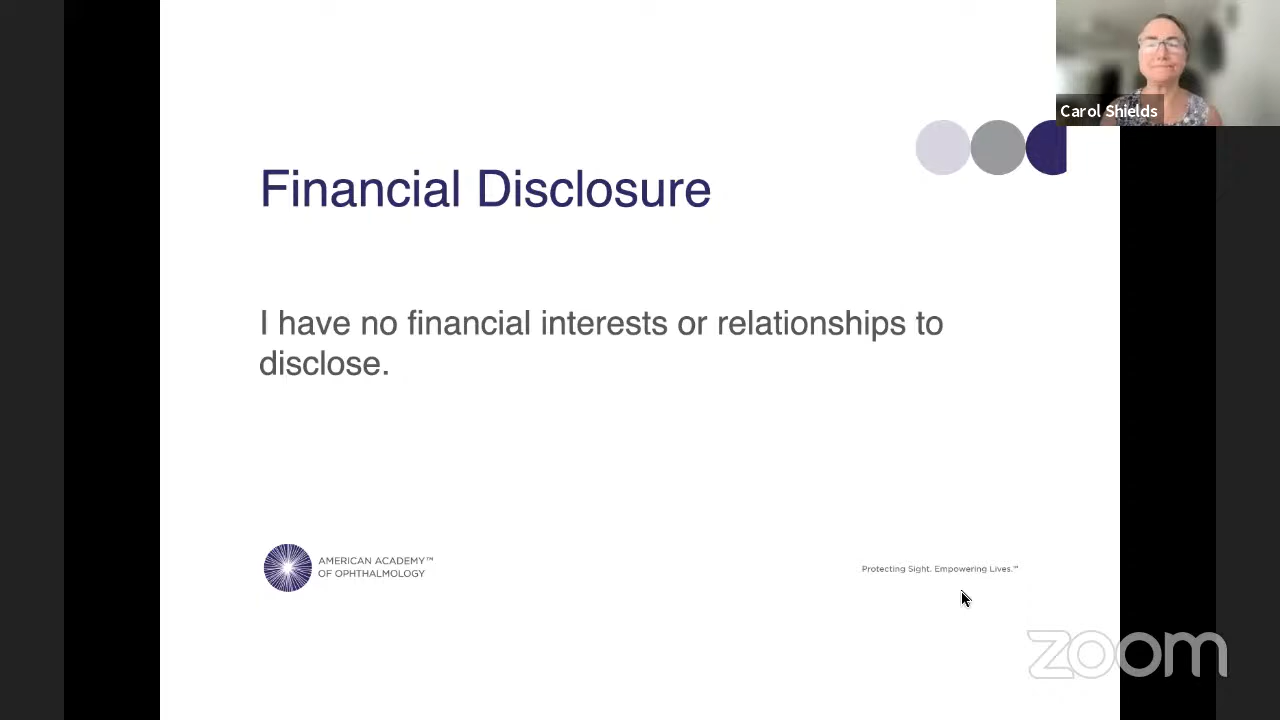 Carol Shields
Financial Disclosure
I have no financial interests or relationships to
disclose.
AMERICAN ACADEMY™
OF OPHTHALMOLOGY
Protecting Sight. Empowering Lives.™
zoom